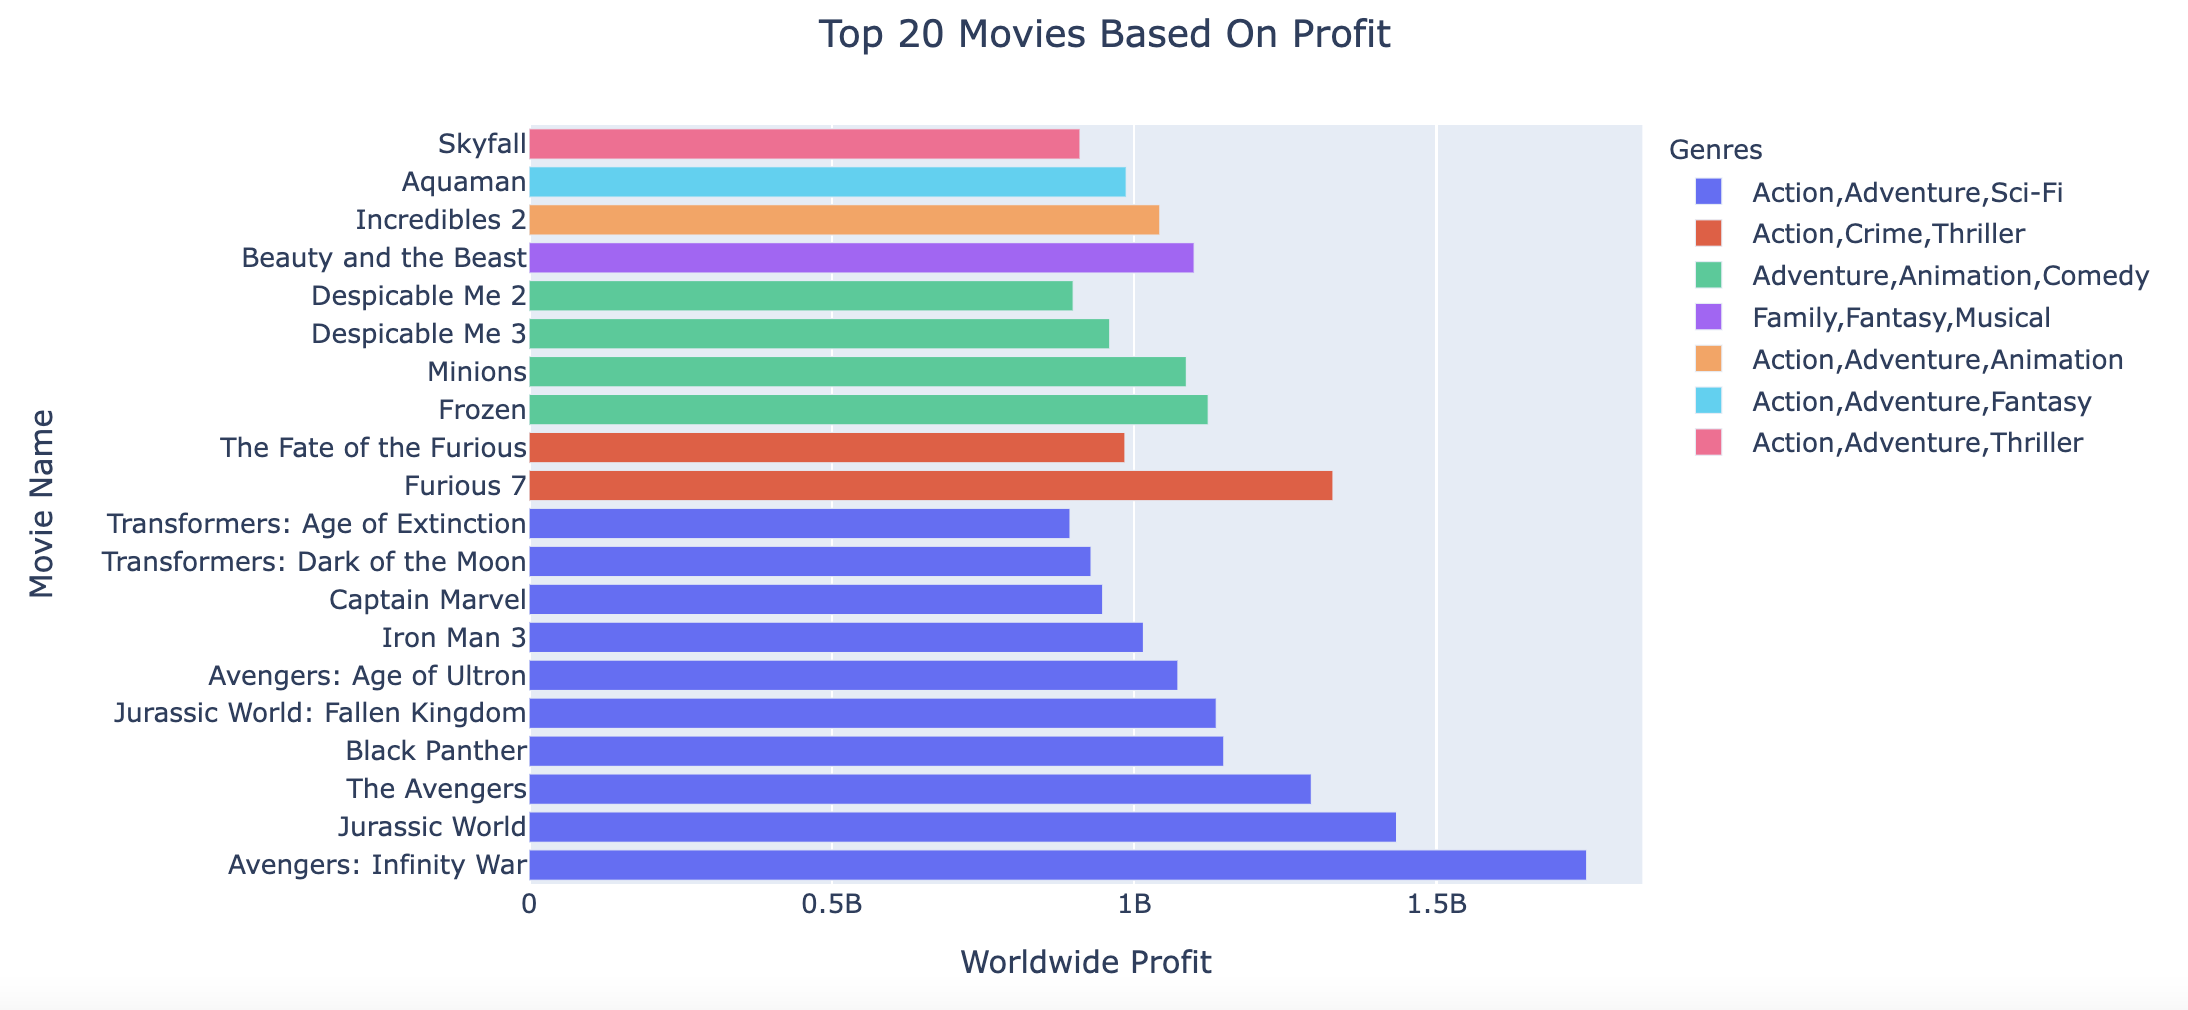 Top 20 Movies Based On Profit
Movie Name
Skyfall
Aquaman
Incredibles 2
Beauty and the Beast
Despicable Me 2
Despicable Me 3
Minions
Frozen
The Fate of the Furious
Furious 7
Transformers: Age of Extinction
Transformers: Dark of the Moon
Captain Marvel
Iron Man 3
Avengers: Age of Ultron
Jurassic World: Fallen Kingdom
Black Panther
The Avengers
Jurassic World
Avengers: Infinity War
0 0.5B 1B 1.5B
Worldwide Profit
Genres
Action,Adventure,Sci-Fi
Action,Crime,Thriller
Adventure,Animation,Comedy
Family,Fantasy,Musical
Action,Adventure,Animation
Action,Adventure,Fantasy
Action,Adventure,Thriller